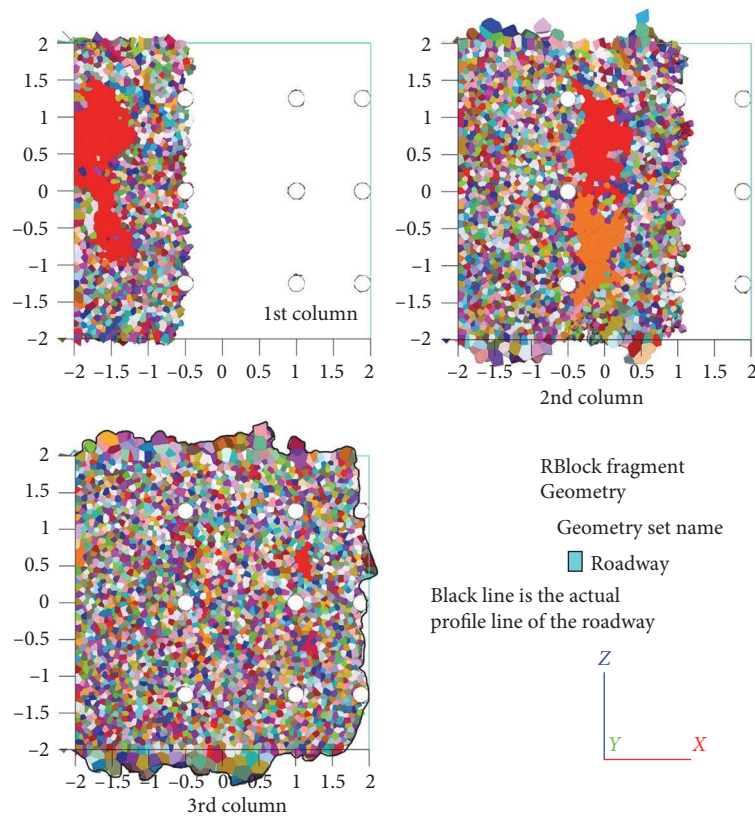 2
1.5
1
0.5
0
−0.5
−1
−1.5
−2
1st column
−2 −1.5 −1 −0.5 0 0.5 1 1.5 2
2
1.5
1
0.5
0
−0.5
−1
−1.5
−2
−2 −1.5 −1 −0.5 0 0.5 1 1.5 2
2nd column
2
1.5
1
0.5
0
−0.5
−1
−1.5
−2
−2 −1.5 −1 −0.5 0 0.5 1 1.5 2
3rd column
RBlock fragment
Geometry
Geometry set name
Roadway
Black line is the actual
profile line of the roadway
Z
Y X